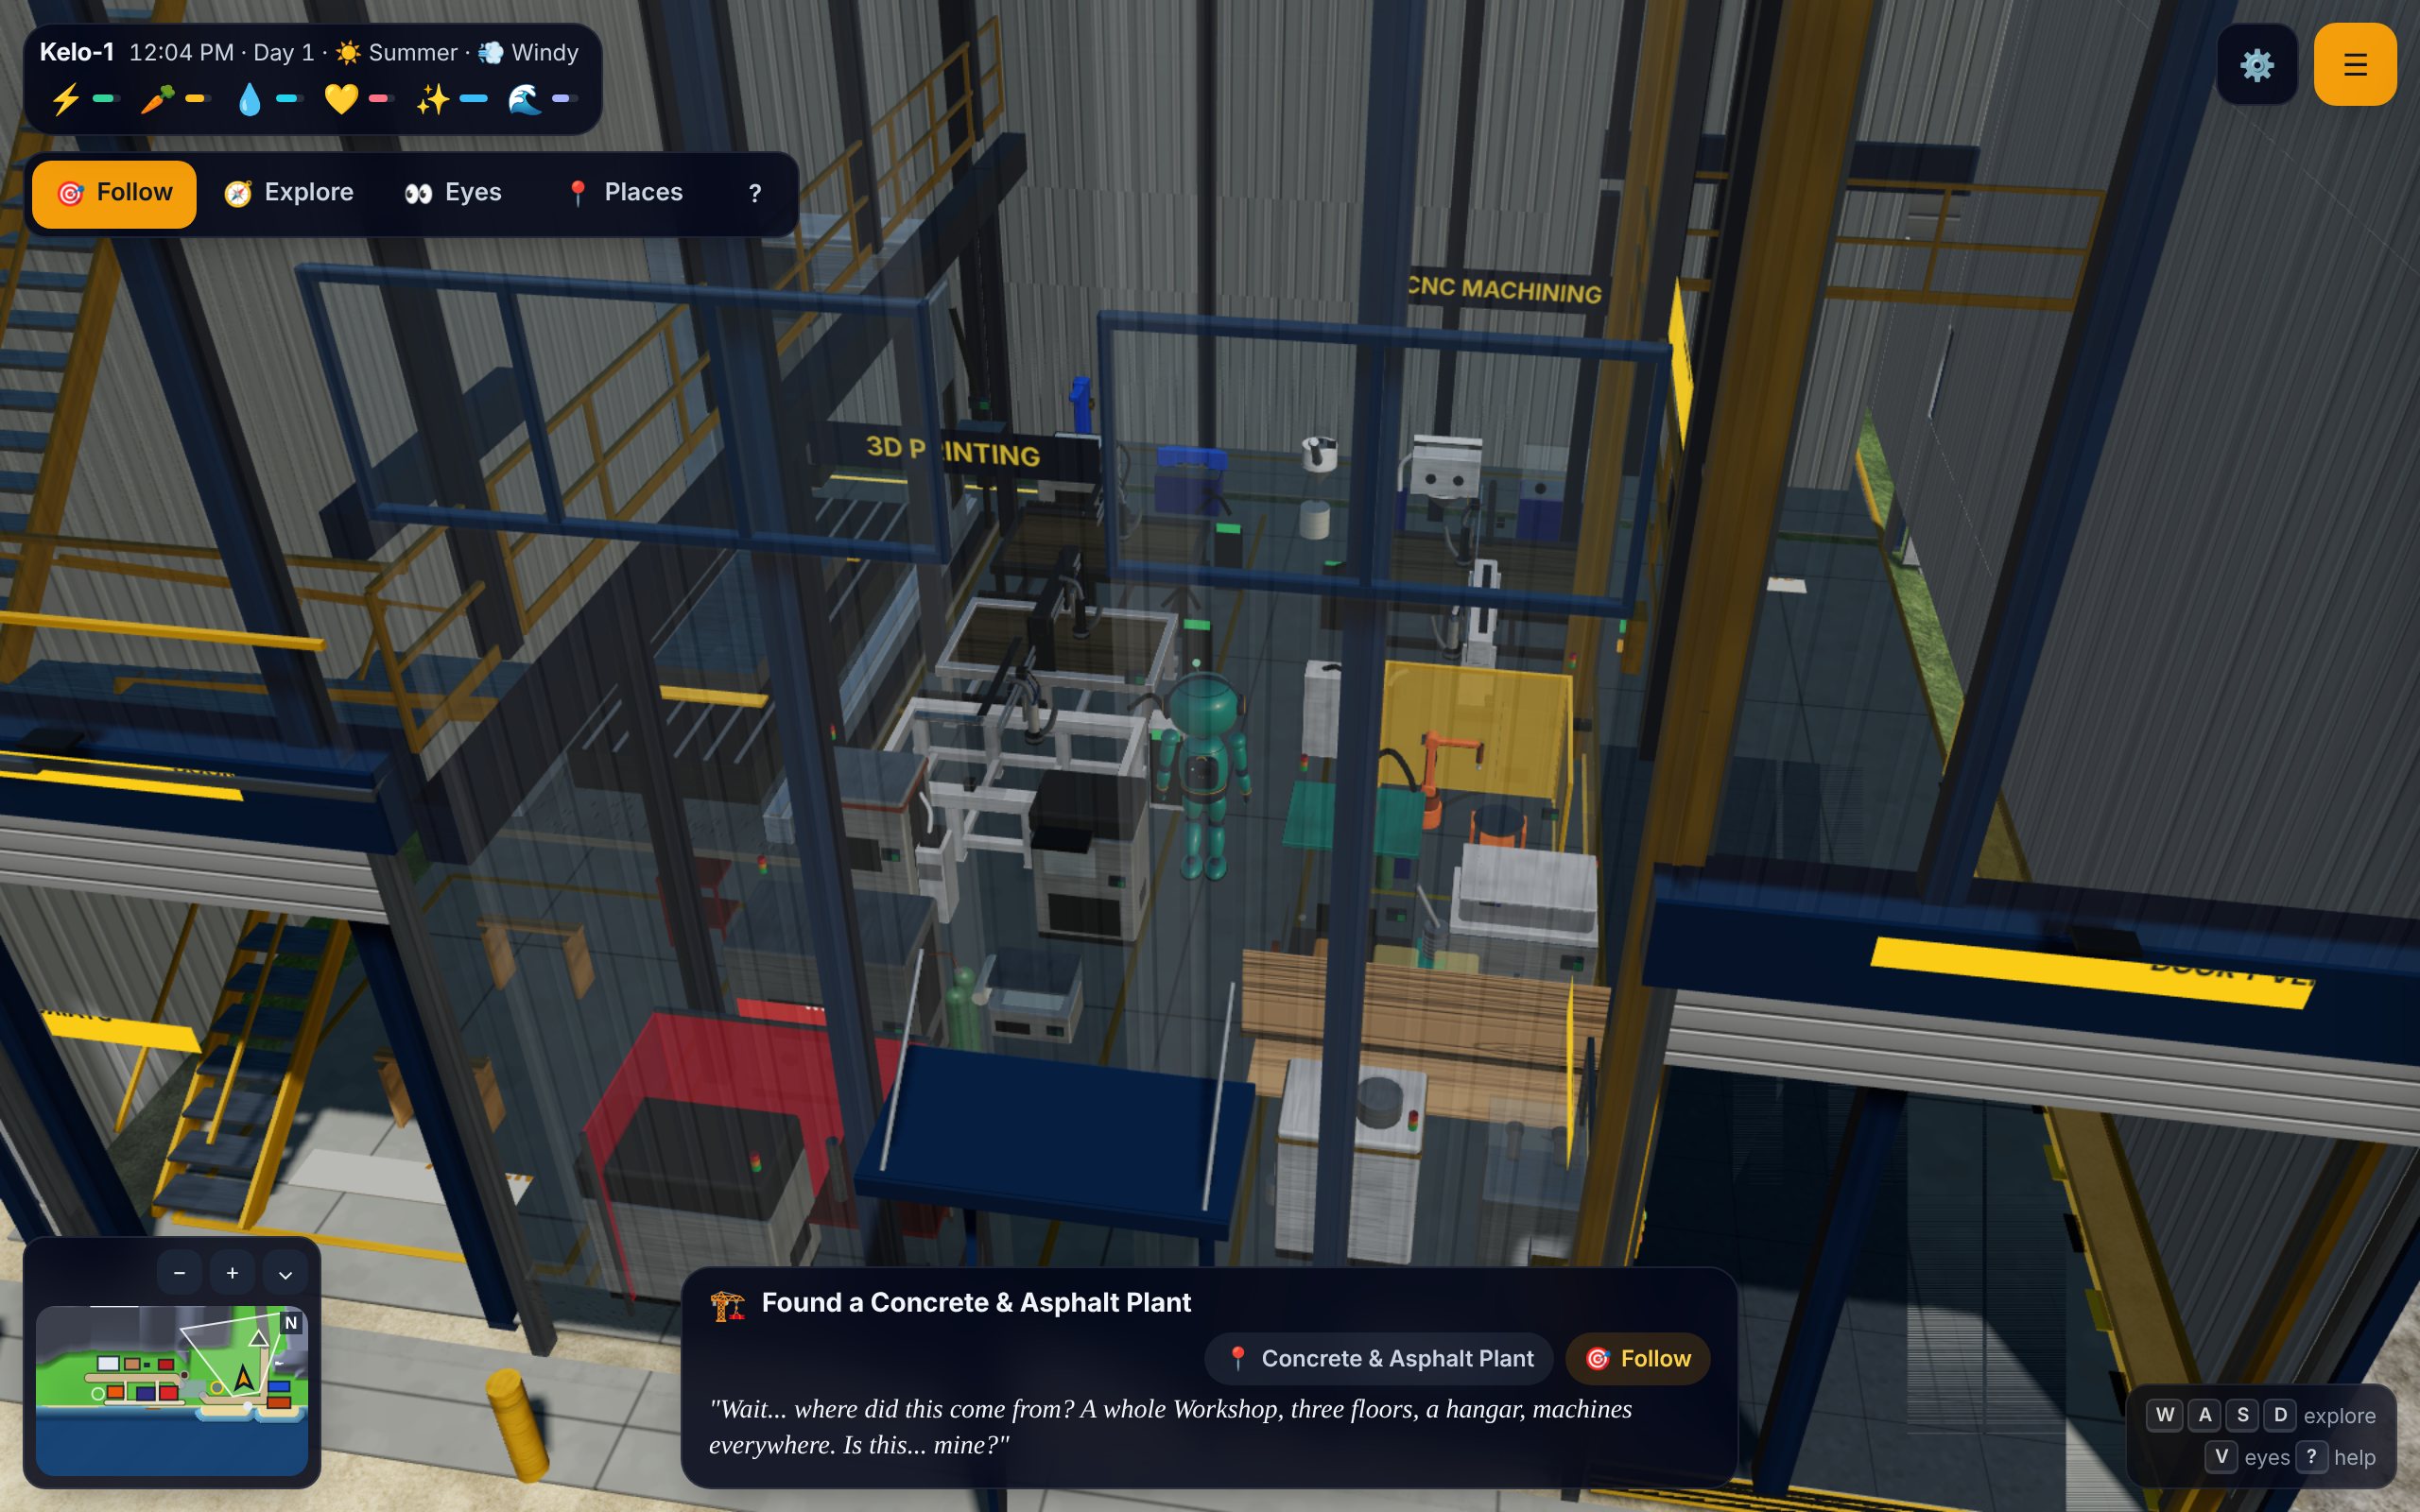 Kelo-1 12:04 PM · Day 1 · ☀️ Summer · 💨 Windy
🎯 Follow 🧭 Explore 👀 Eyes 📍 Places ?
CNC MACHINING
3D PRINTING
N
Found a Concrete & Asphalt Plant
📍 Concrete & Asphalt Plant 🎯 Follow
"Wait... where did this come from? A whole Workshop, three floors, a hangar, machines
everywhere. Is this... mine?"
W A S D explore
V eyes ? help